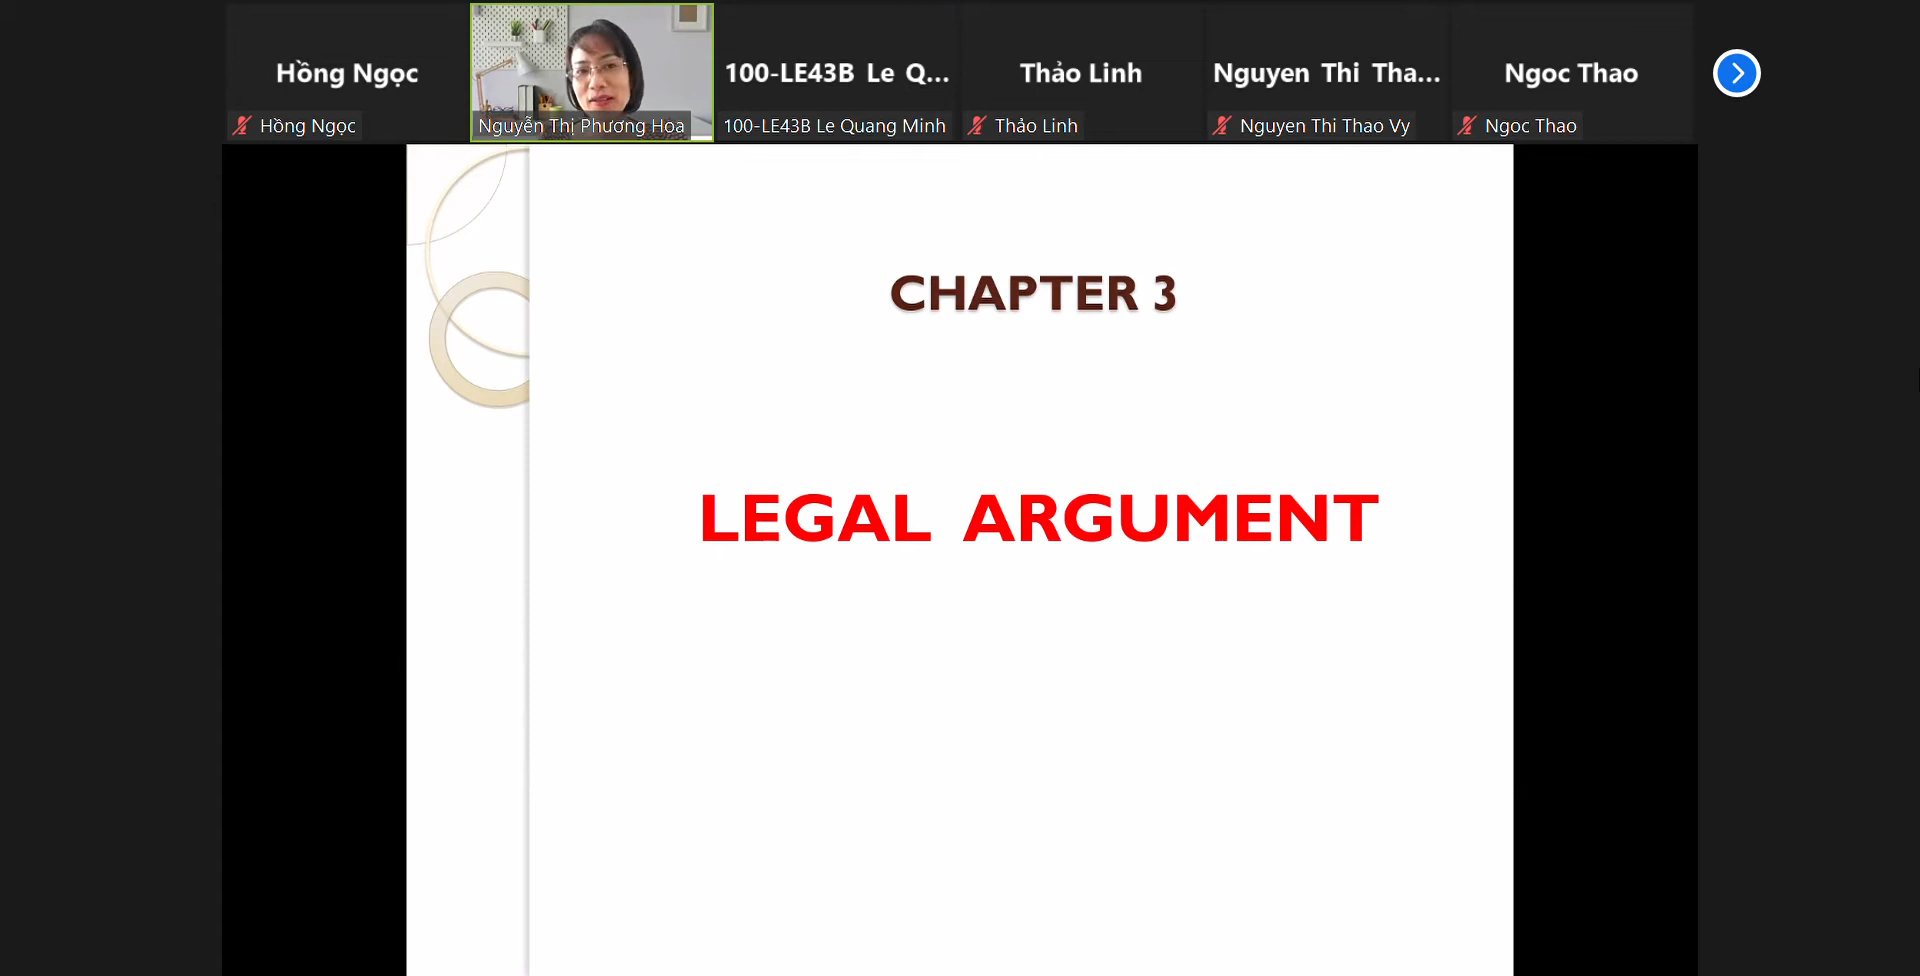 Hồng Ngọc
100-LE43B Le Q...
Thảo Linh
Nguyen Thi Tha...
Ngoc Thao
Hồng Ngọc
Nguyễn Thị Phương Hoa
100-LE43B Le Quang Minh
Thảo Linh
Nguyen Thi Thao Vy
Ngoc Thao
CHAPTER 3
LEGAL ARGUMENT